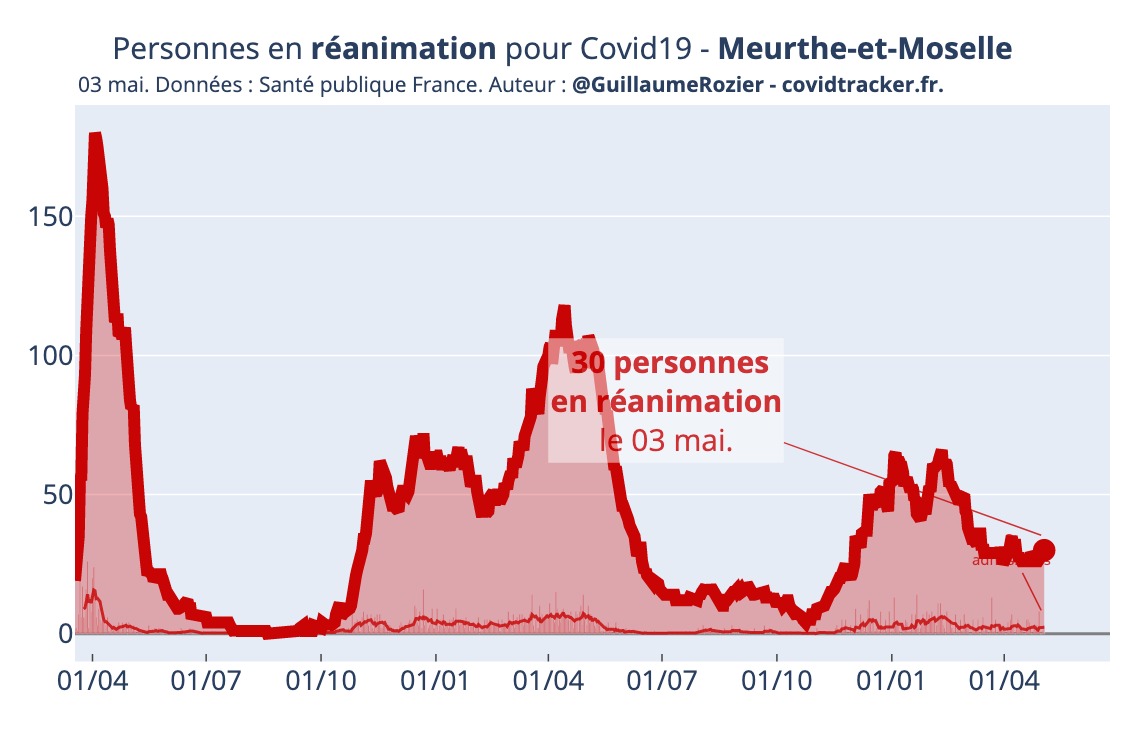 Personnes en réanimation pour Covid19 - Meurthe-et-Moselle
03 mai. Données : Santé publique France. Auteur : @GuillaumeRozier - covidtracker.fr.
150
100
50
0
30 personnes
en réanimation
le 03 mai.
01/04 01/07 01/10 01/01 01/04 01/07 01/10 01/01 01/04